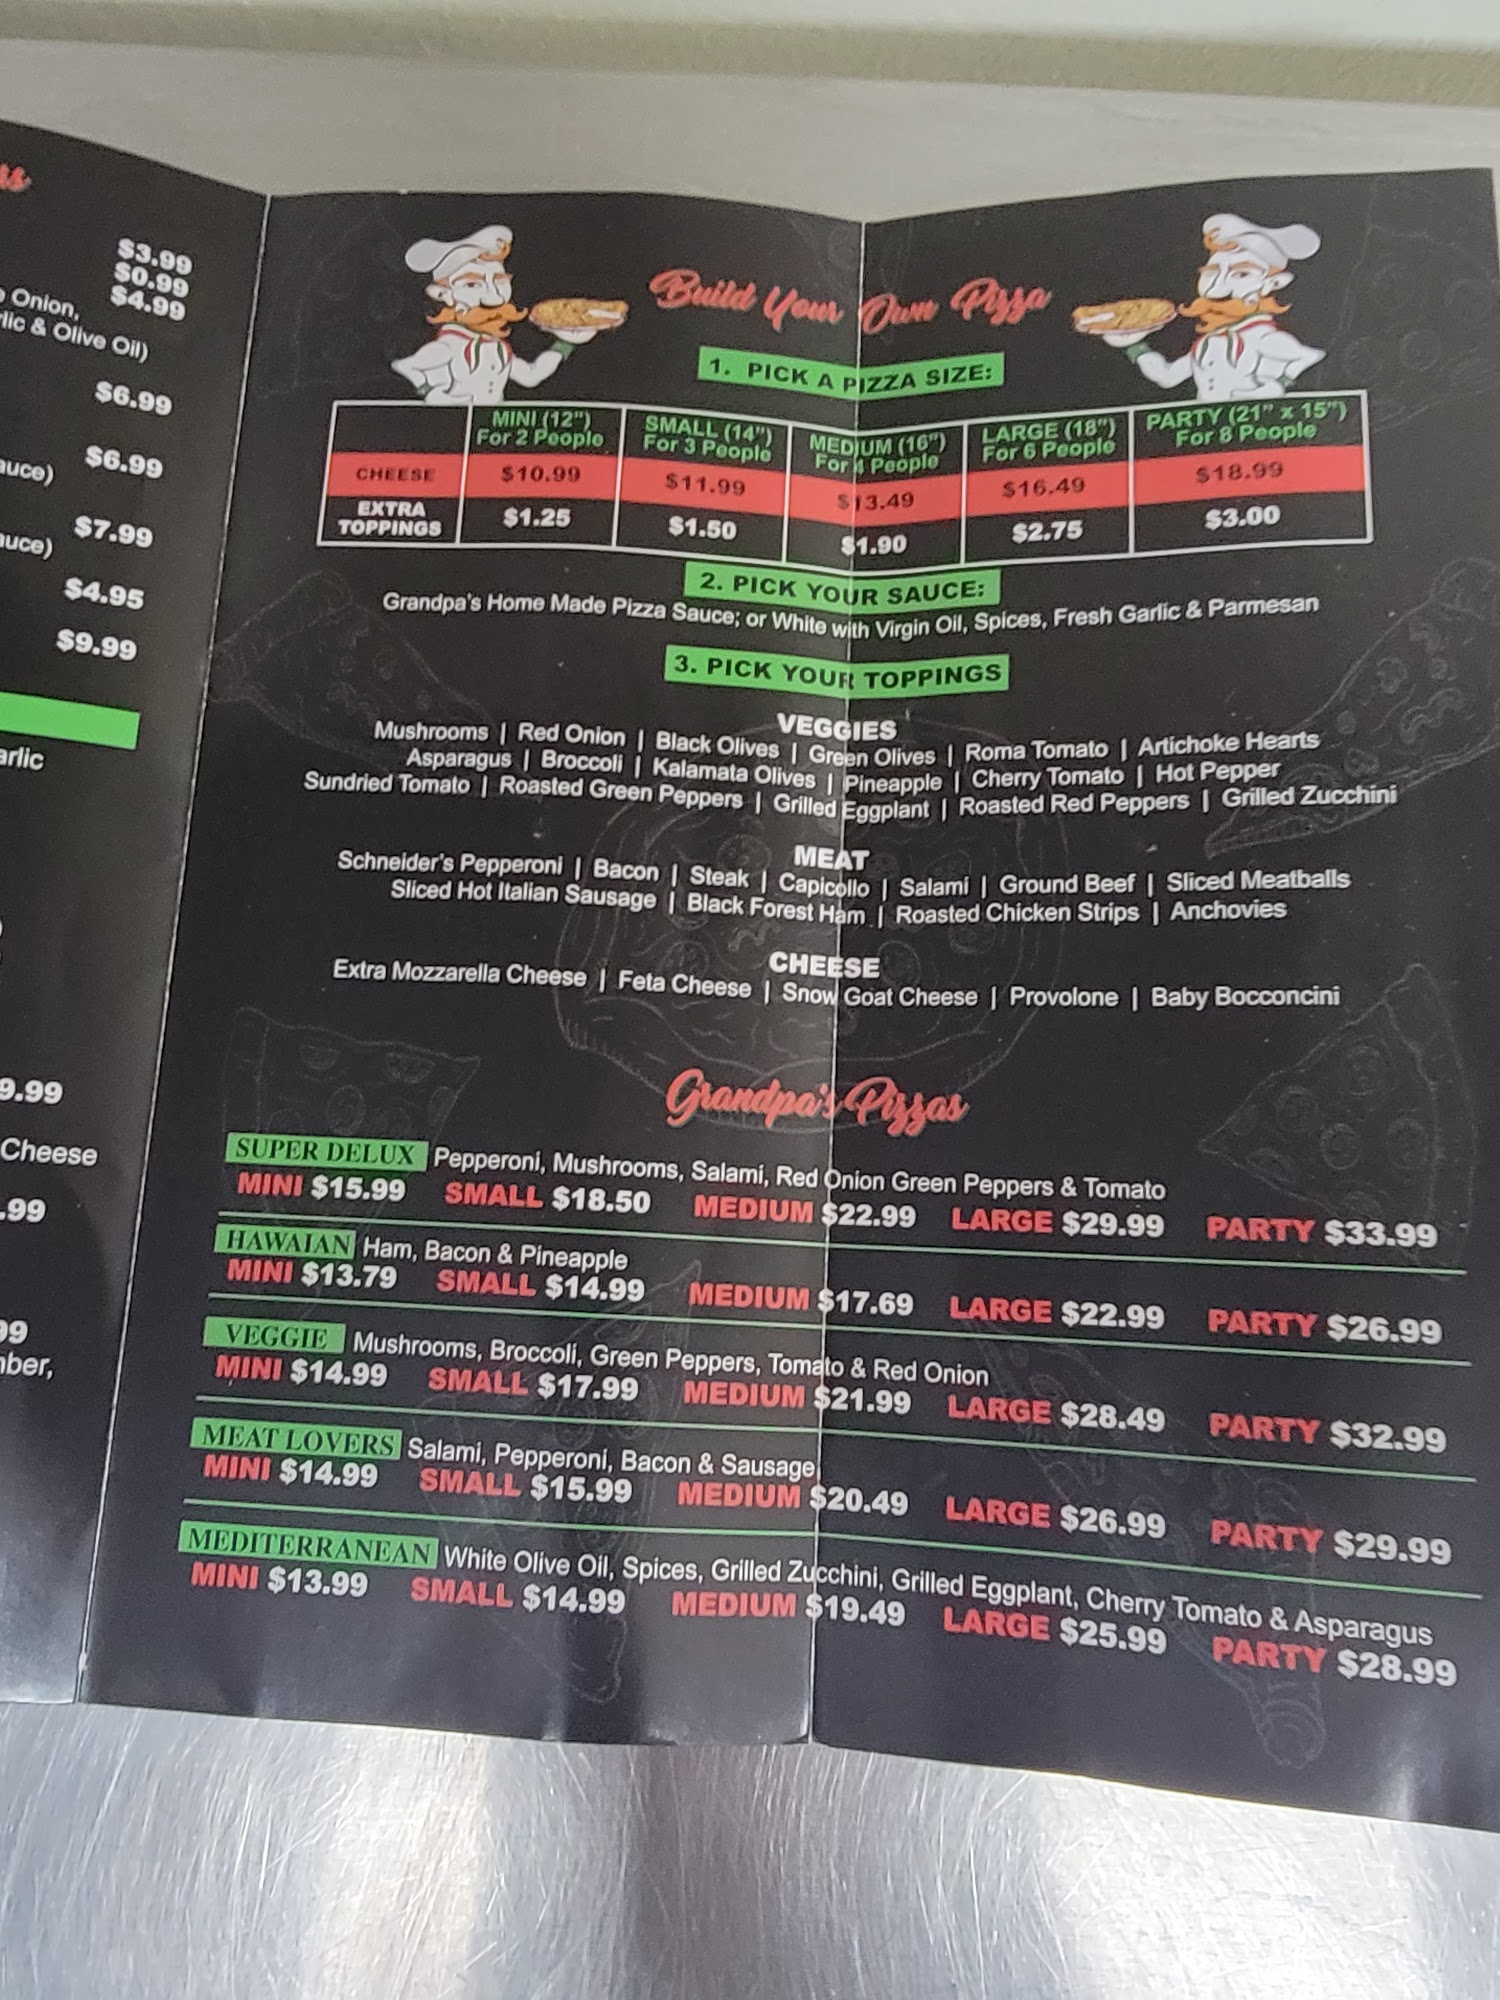 $3.99
$0.99
Onion, $4.99
& Olive Oil)
$6.99
$6.99
$7.99
$4.95
$9.99
Cheese
Build Your Own Pizza
1. PICK A PIZZA SIZE:
MINI (12") For 2 People
SMALL (14") For 3 People
MEDIUM (16") For 4 People
LARGE (18") For 6 People
PARTY (21" x 15") For 8 People
CHEESE $10.99 $11.99 $13.49 $16.49 $18.99
EXTRA TOPPINGS $1.25 $1.50 $1.90 $2.75 $3.00
2. PICK YOUR SAUCE:
Grandpa's Home Made Pizza Sauce; or White with Virgin Oil, Spices, Fresh Garlic & Parmesan
3. PICK YOUR TOPPINGS
VEGGIES
Mushrooms | Red Onion | Black Olives | Green Olives | Roma Tomato | Artichoke Hearts
Asparagus | Broccoli | Kalamata Olives | Pineapple | Cherry Tomato | Hot Pepper
Sundried Tomato | Roasted Green Peppers | Grilled Eggplant | Roasted Red Peppers | Grilled Zucchini
MEAT
Schneider's Pepperoni | Bacon | Steak | Capicollo | Salami | Ground Beef | Sliced Meatballs
Sliced Hot Italian Sausage | Black Forest Ham | Roasted Chicken Strips | Anchovies
CHEESE
Extra Mozzarella Cheese | Feta Cheese | Snow Goat Cheese | Provolone | Baby Bocconcini
Grandpa's Pizzas
SUPER DELUX Pepperoni, Mushrooms, Salami, Red Onion Green Peppers & Tomato
MINI $15.99 SMALL $18.50 MEDIUM $22.99 LARGE $29.99 PARTY $33.99
HAWAIAN Ham, Bacon & Pineapple
MINI $13.79 SMALL $14.99 MEDIUM $17.69 LARGE $22.99 PARTY $26.99
VEGGIE Mushrooms, Broccoli, Green Peppers, Tomato & Red Onion
MINI $14.99 SMALL $17.99 MEDIUM $21.99 LARGE $28.49 PARTY $32.99
MEAT LOVERS Salami, Pepperoni, Bacon & Sausage
MINI $14.99 SMALL $15.99 MEDIUM $20.49 LARGE $26.99 PARTY $29.99
MEDITERRANEAN White Olive Oil, Spices, Grilled Zucchini, Grilled Eggplant, Cherry Tomato & Asparagus
MINI $13.99 SMALL $14.99 MEDIUM $19.49 LARGE $25.99 PARTY $28.99